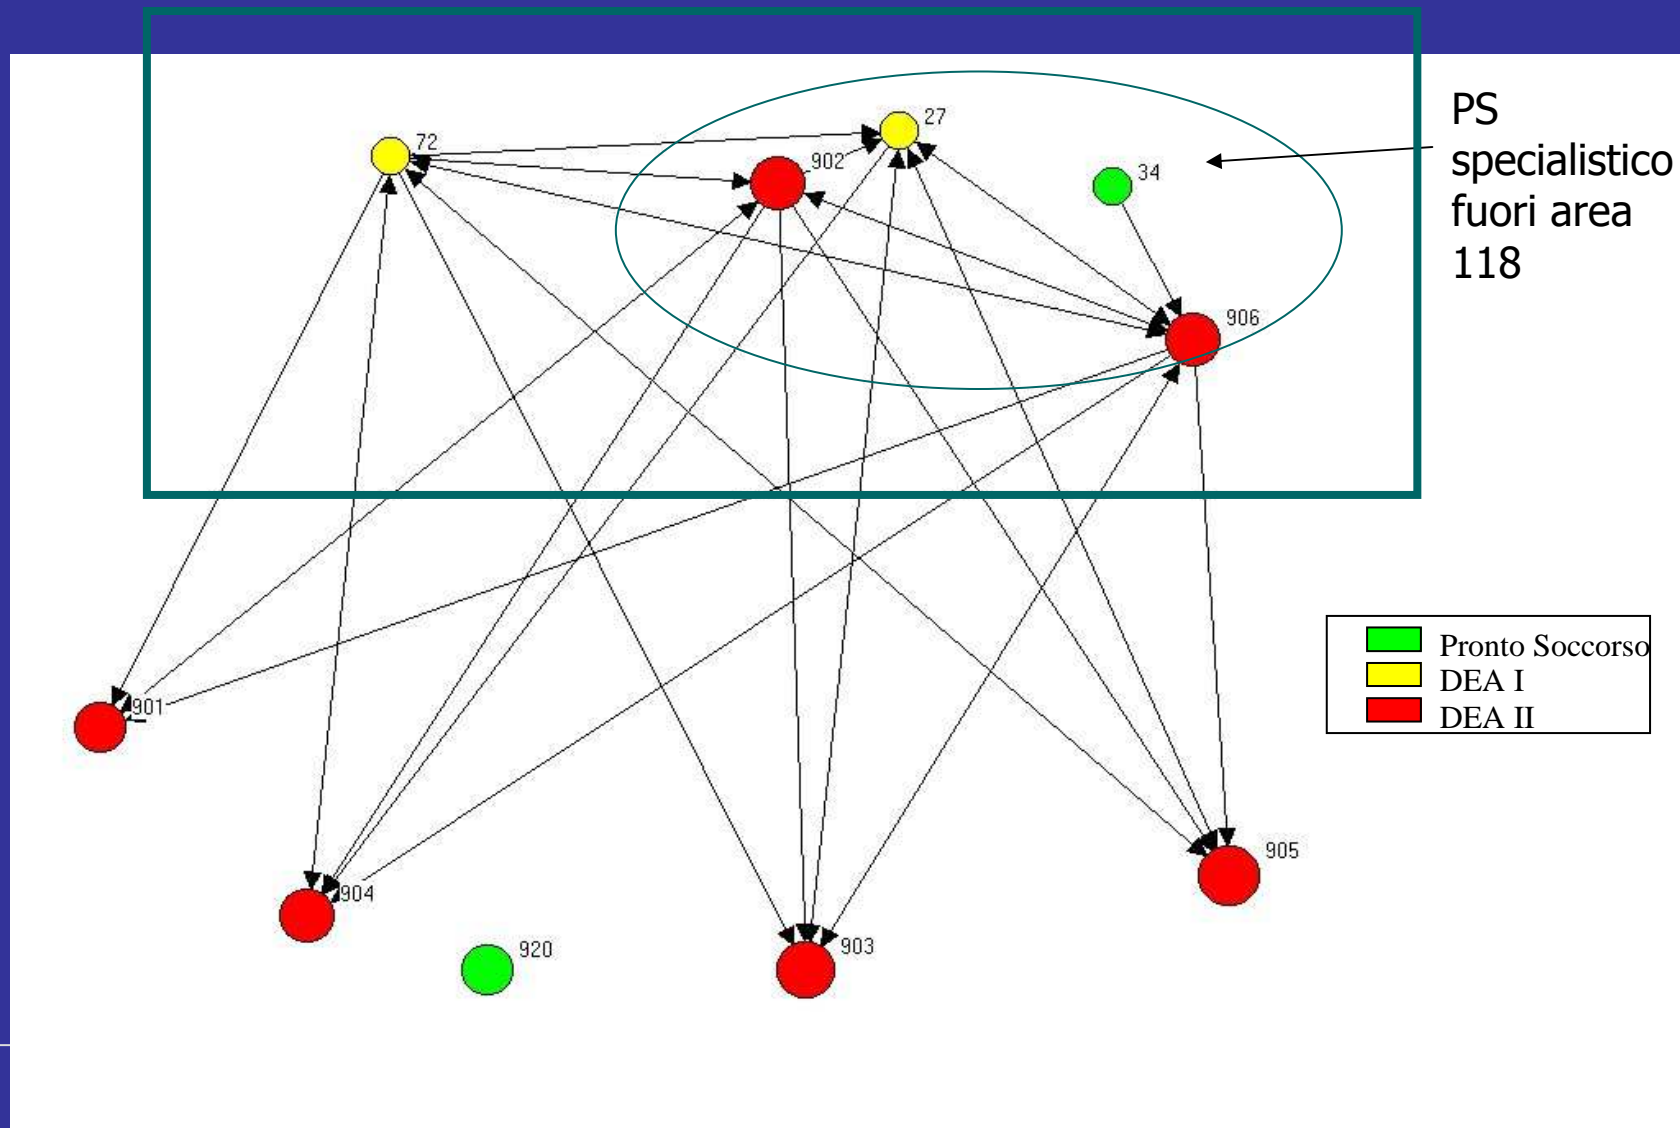 27
72
902
34
PS
specialistico
fuori area
118
906
Pronto Soccorso
DEA I
DEA II
901
905
904
920
903